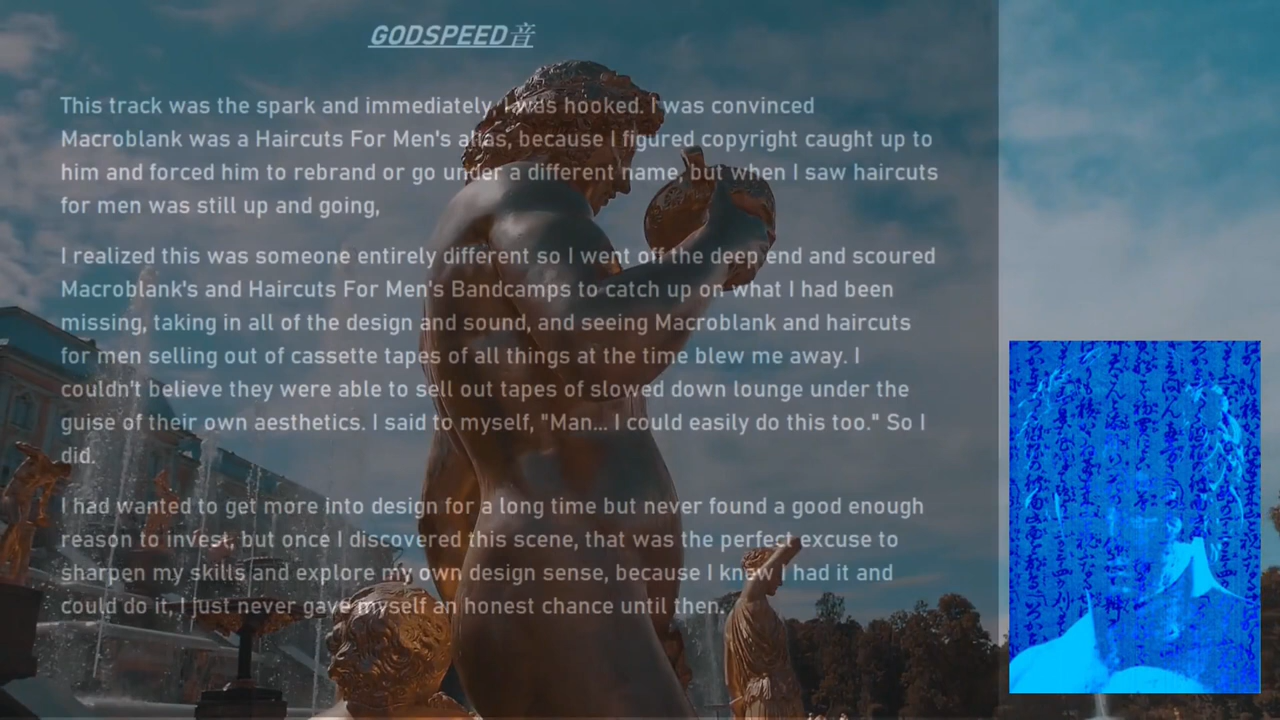 GODSPEED音
This track was the spark and immediately, I was hooked. I was convinced
Macroblank was a Haircuts For Men's alias, because I figured copyright caught up to
him and forced him to rebrand or go under a different name, but when I saw haircuts
for men was still up and going,
I realized this was someone entirely different so I went off the deep end and scoured
Macroblank's and Haircuts For Men's Bandcamps to catch up on what I had been
missing, taking in all of the design and sound, and seeing Macroblank and haircuts
for men selling out of cassette tapes of all things at the time blew me away. I
couldn't believe they were able to sell out tapes of slowed down lounge under the
guise of their own aesthetics. I said to myself, "Man... I could easily do this too." So I
did.
I had wanted to get more into design for a long time but never found a good enough
reason to invest, but once I discovered this scene, that was the perfect excuse to
sharpen my skills and explore my own design sense, because I knew I had it and
could do it, I just never gave myself an honest chance until then.